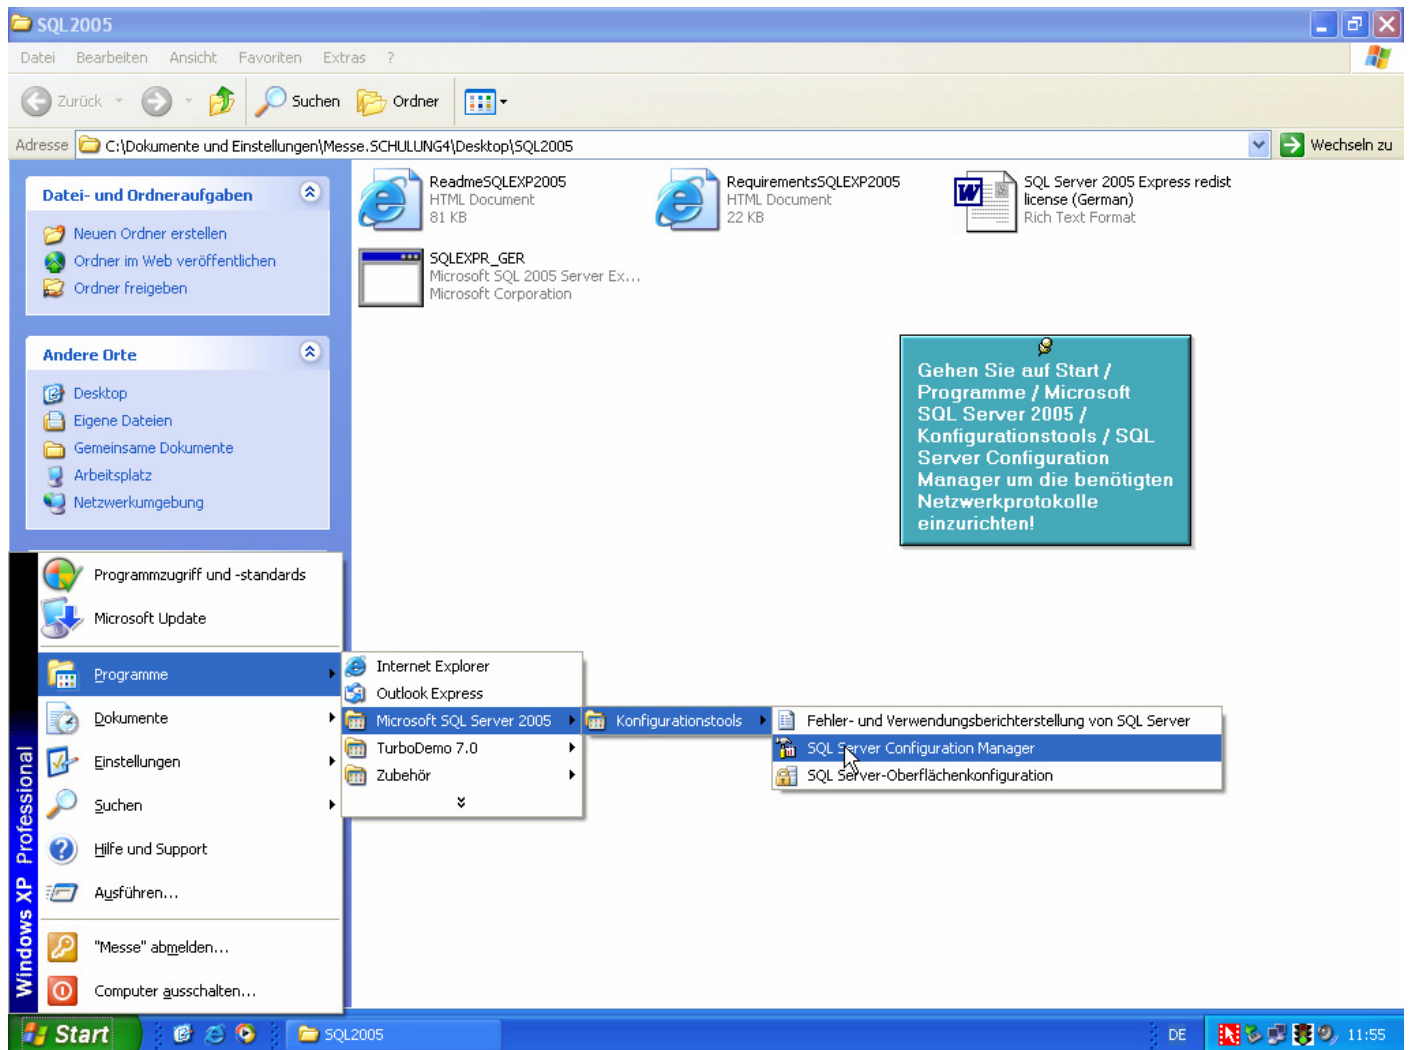 SQL2005
Datei Bearbeiten Ansicht Favoriten Extras ?
Zurück Suchen Ordner
Adresse C:\Dokumente und Einstellungen\Messe.SCHULUNG4\Desktop\SQL2005 Wechseln zu
Datei- und Ordneraufgaben
Neuen Ordner erstellen
Ordner im Web veröffentlichen
Ordner freigeben
Andere Orte
Desktop
Eigene Dateien
Gemeinsame Dokumente
Arbeitsplatz
Netzwerkumgebung
ReadmeSQLEXP2005
HTML Document
81 KB
RequirementsSQLEXP2005
HTML Document
22 KB
SQL Server 2005 Express redist
license (German)
Rich Text Format
SQLEXPR_GER
Microsoft SQL 2005 Server Ex...
Microsoft Corporation
Gehen Sie auf Start /
Programme / Microsoft
SQL Server 2005 /
Konfigurationstools / SQL
Server Configuration
Manager um die benötigten
Netzwerkprotokolle
einzurichten!
Windows XP Professional
Programmzugriff und -standards
Microsoft Update
Programme
Dokumente
Einstellungen
Suchen
Hilfe und Support
Ausführen...
"Messe" abmelden...
Computer ausschalten...
Internet Explorer
Outlook Express
Microsoft SQL Server 2005
TurboDemo 7.0
Zubehör
Konfigurationstools
Fehler- und Verwendungsberichterstellung von SQL Server
SQL Server Configuration Manager
SQL Server-Oberflächenkonfiguration
Start SQL2005 DE 11:55